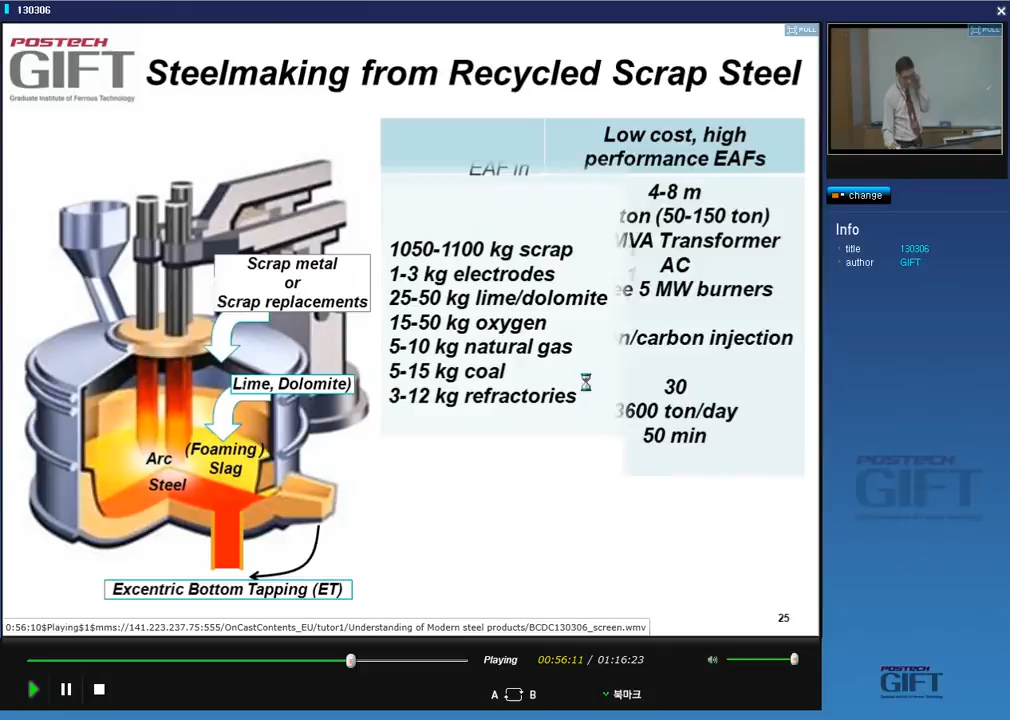 130306
FULL
POSTECH
GIFT
Graduate Institute of Ferrous Technology
Steelmaking from Recycled Scrap Steel
Low cost, high
performance EAFs
EAF in
4-8 m
ton (50-150 ton)
MVA Transformer
AC
5 MW burners
n/carbon injection
30
3600 ton/day
50 min
1050-1100 kg scrap
1-3 kg electrodes
25-50 kg lime/dolomite
15-50 kg oxygen
5-10 kg natural gas
5-15 kg coal
3-12 kg refractories
Scrap metal
or
Scrap replacements
Lime, Dolomite)
(Foaming)
Slag
Arc
Steel
Excentric Bottom Tapping (ET)
25
0:56:10$Playing$1$mms://141.223.237.75:555/OnCastContents_EU/tutor1/Understanding of Modern steel products/BCDC130306_screen.wmv
FULL
change
Info
title 130306
author GIFT
POSTECH
GIFT
Playing 00:56:11 / 01:16:23
A B 북마크
POSTECH
GIFT